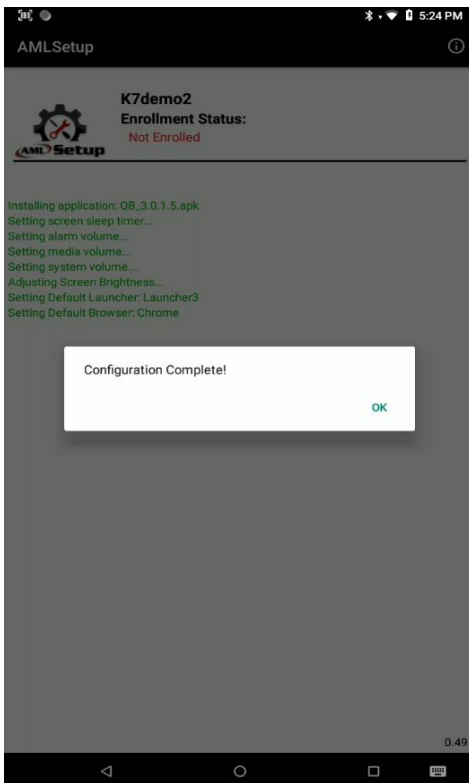 5:24 PM
AMLSetup
K7demo2
Enrollment Status:
Not Enrolled
AML Setup
Installing application: QB_3.0.1.5.apk
Setting screen sleep timer...
Setting alarm volume...
Setting media volume...
Setting system volume...
Adjusting Screen Brightness...
Setting Default Launcher: Launcher3
Setting Default Browser: Chrome
Configuration Complete!
OK
0.49